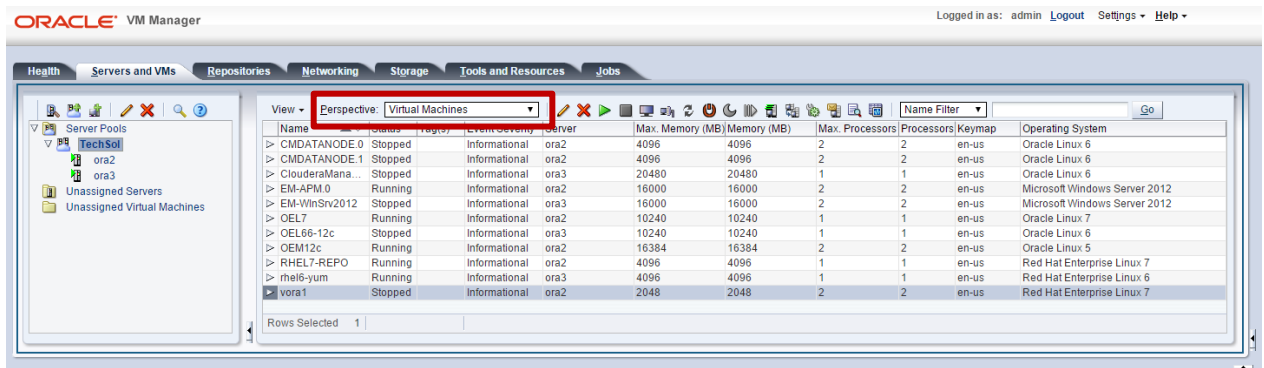 ORACLE VM Manager
Logged in as: admin Logout Settings Help
Health Servers and VMs Repositories Networking Storage Tools and Resources Jobs
Server Pools
TechSol
ora2
ora3
Unassigned Servers
Unassigned Virtual Machines
View Perspective: Virtual Machines Name Filter Go
Name Status Tag(s) Event Severity Server Max. Memory (MB) Memory (MB) Max. Processors Processors Keymap Operating System
CMDATANODE.0 Stopped Informational ora2 4096 4096 2 2 en-us Oracle Linux 6
CMDATANODE.1 Stopped Informational ora2 4096 4096 2 2 en-us Oracle Linux 6
ClouderaMana... Stopped Informational ora3 20480 20480 1 1 en-us Oracle Linux 6
EM-APM.0 Running Informational ora2 16000 16000 2 2 en-us Microsoft Windows Server 2012
EM-WInSrv2012 Stopped Informational ora3 16000 16000 2 2 en-us Microsoft Windows Server 2012
OEL7 Running Informational ora2 10240 10240 1 1 en-us Oracle Linux 7
OEL66-12c Stopped Informational ora3 10240 10240 1 1 en-us Oracle Linux 6
OEM12c Running Informational ora2 16384 16384 2 2 en-us Oracle Linux 5
RHEL7-REPO Running Informational ora2 4096 4096 1 1 en-us Red Hat Enterprise Linux 7
rhel6-yum Running Informational ora3 4096 4096 1 1 en-us Red Hat Enterprise Linux 6
vora1 Stopped Informational ora2 2048 2048 2 2 en-us Red Hat Enterprise Linux 7
Rows Selected 1